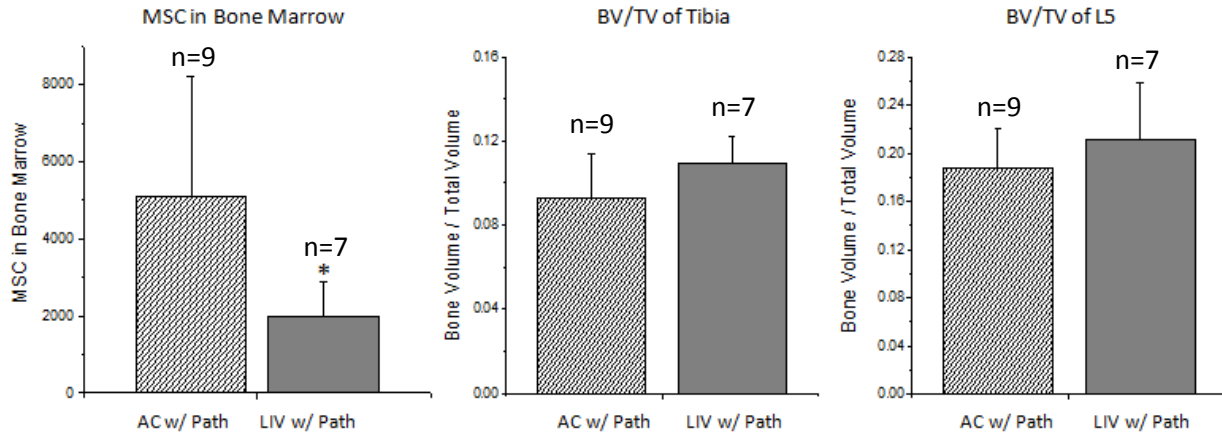 MSC in Bone Marrow
n=9
n=7
*
8000
6000
4000
2000
0
MSC in Bone Marrow
AC w/ Path LIV w/ Path
BV/TV of Tibia
n=9
n=7
0.16
0.12
0.08
0.04
0.00
Bone Volume / Total Volume
AC w/ Path LIV w/ Path
BV/TV of L5
n=9
n=7
0.28
0.24
0.20
0.16
0.12
0.08
0.04
0.00
Bone Volume / Total Volume
AC w/ Path LIV w/ Path